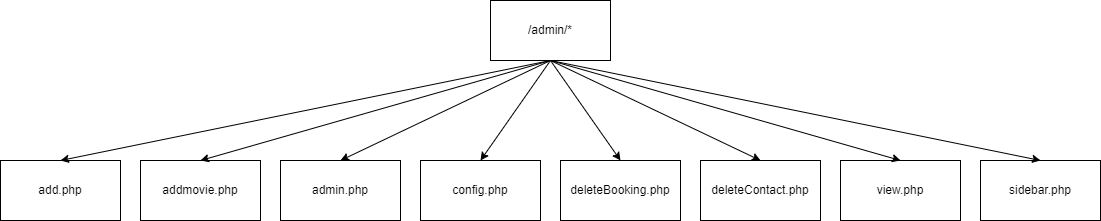 /admin/*
add.php
addmovie.php
admin.php
config.php
deleteBooking.php
deleteContact.php
view.php
sidebar.php